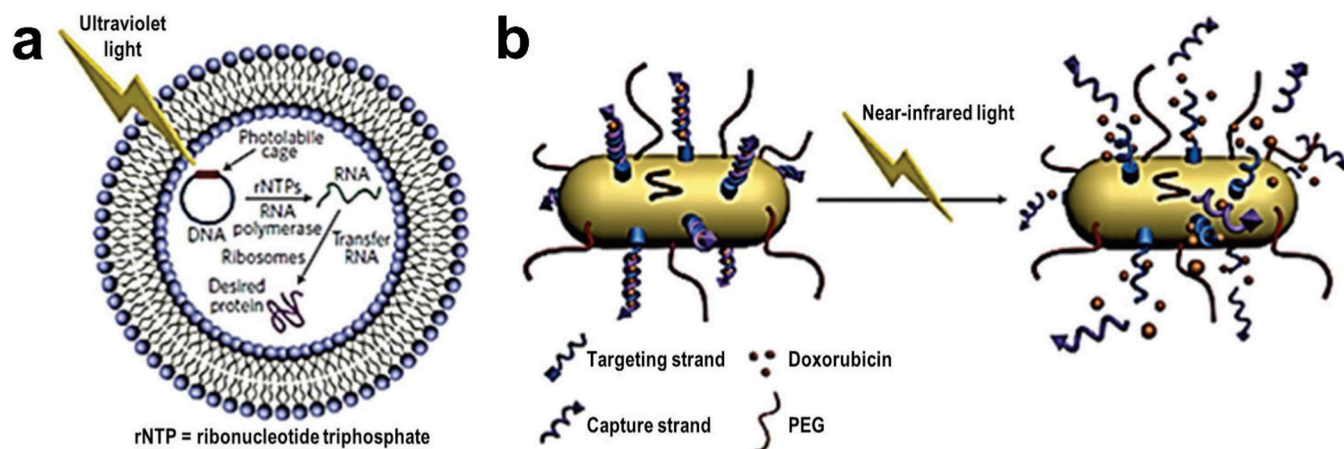 a
Ultraviolet
light
Photolabile
cage
rNTPs
RNA
RNA
polymerase
DNA
Ribosomes
Transfer
RNA
Desired
protein
rNTP = ribonucleotide triphosphate
b
Near-infrared light
Targeting strand
Doxorubicin
Capture strand
PEG